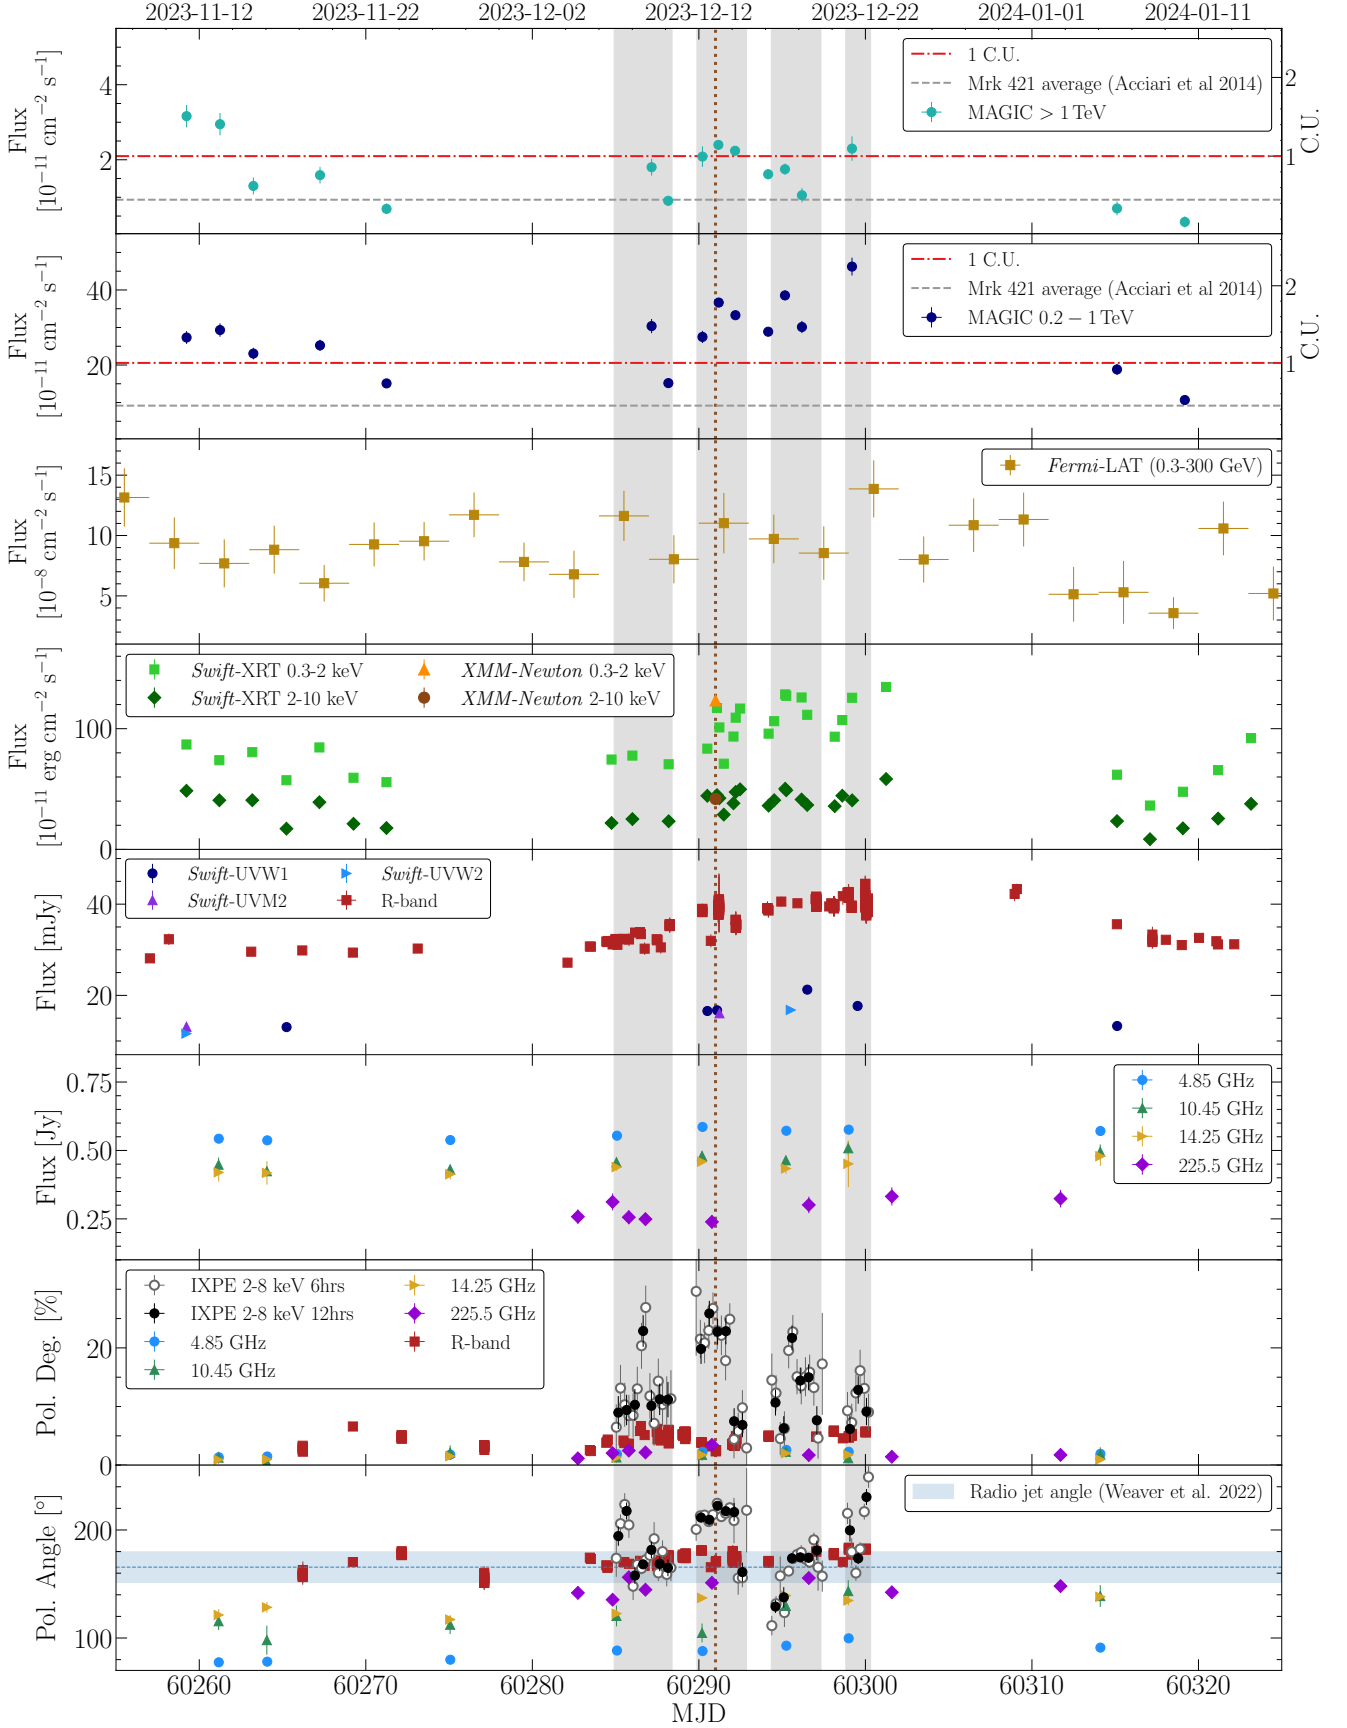 2023-11-12 2023-11-22 2023-12-02 2023-12-12 2023-12-22 2024-01-01 2024-01-11
Flux
[10⁻¹¹ cm⁻² s⁻¹]
4
2
1 C.U.
Mrk 421 average (Acciari et al 2014)
MAGIC > 1 TeV
2
1
C.U.
Flux
[10⁻¹¹ cm⁻² s⁻¹]
40
20
1 C.U.
Mrk 421 average (Acciari et al 2014)
MAGIC 0.2 − 1 TeV
2
1
C.U.
Flux
[10⁻⁸ cm⁻² s⁻¹]
15
10
5
Fermi-LAT (0.3-300 GeV)
Flux
[10⁻¹¹ erg cm⁻² s⁻¹]
100
0
Swift-XRT 0.3-2 keV
Swift-XRT 2-10 keV
XMM-Newton 0.3-2 keV
XMM-Newton 2-10 keV
Flux [mJy]
40
20
Swift-UVW1
Swift-UVM2
Swift-UVW2
R-band
Flux [Jy]
0.75
0.50
0.25
4.85 GHz
10.45 GHz
14.25 GHz
225.5 GHz
Pol. Deg. [%]
20
0
IXPE 2-8 keV 6hrs
IXPE 2-8 keV 12hrs
4.85 GHz
10.45 GHz
14.25 GHz
225.5 GHz
R-band
Pol. Angle [°]
200
100
Radio jet angle (Weaver et al. 2022)
60260 60270 60280 60290 60300 60310 60320
MJD